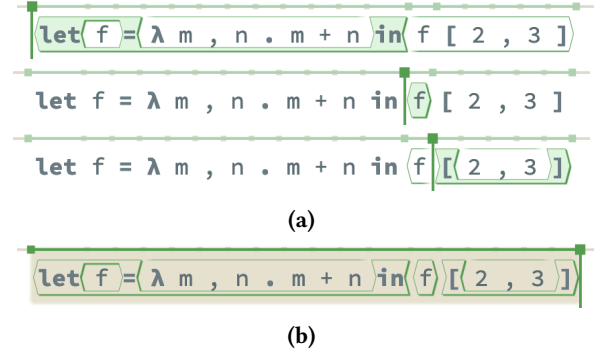 let f = λ m , n . m + n in f [ 2 , 3 ]
let f = λ m , n . m + n in f [ 2 , 3 ]
let f = λ m , n . m + n in f [ 2 , 3 ]
(a)
let f = λ m , n . m + n in f [ 2 , 3 ]
(b)